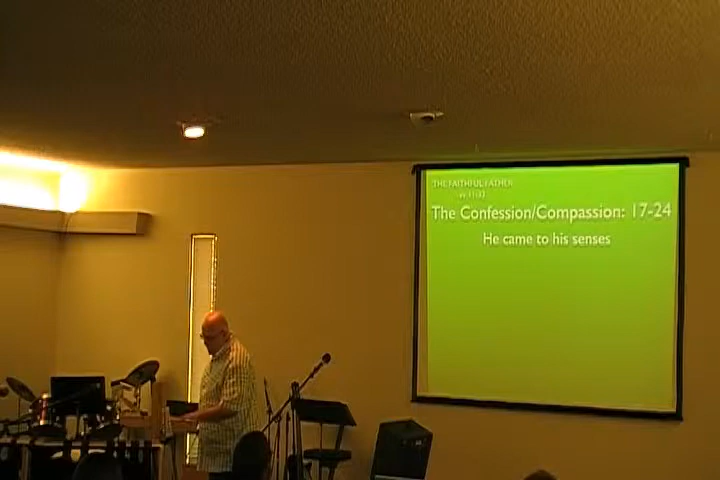 THE FAITHFUL FATHER
The Confession/Compassion: 17-24
He came to his senses